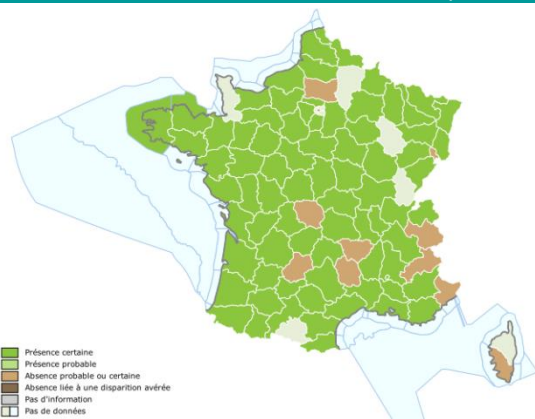 Présence certaine
Présence probable
Absence probable ou certaine
Absence liée à une disparition avérée
Pas d'information
Pas de données